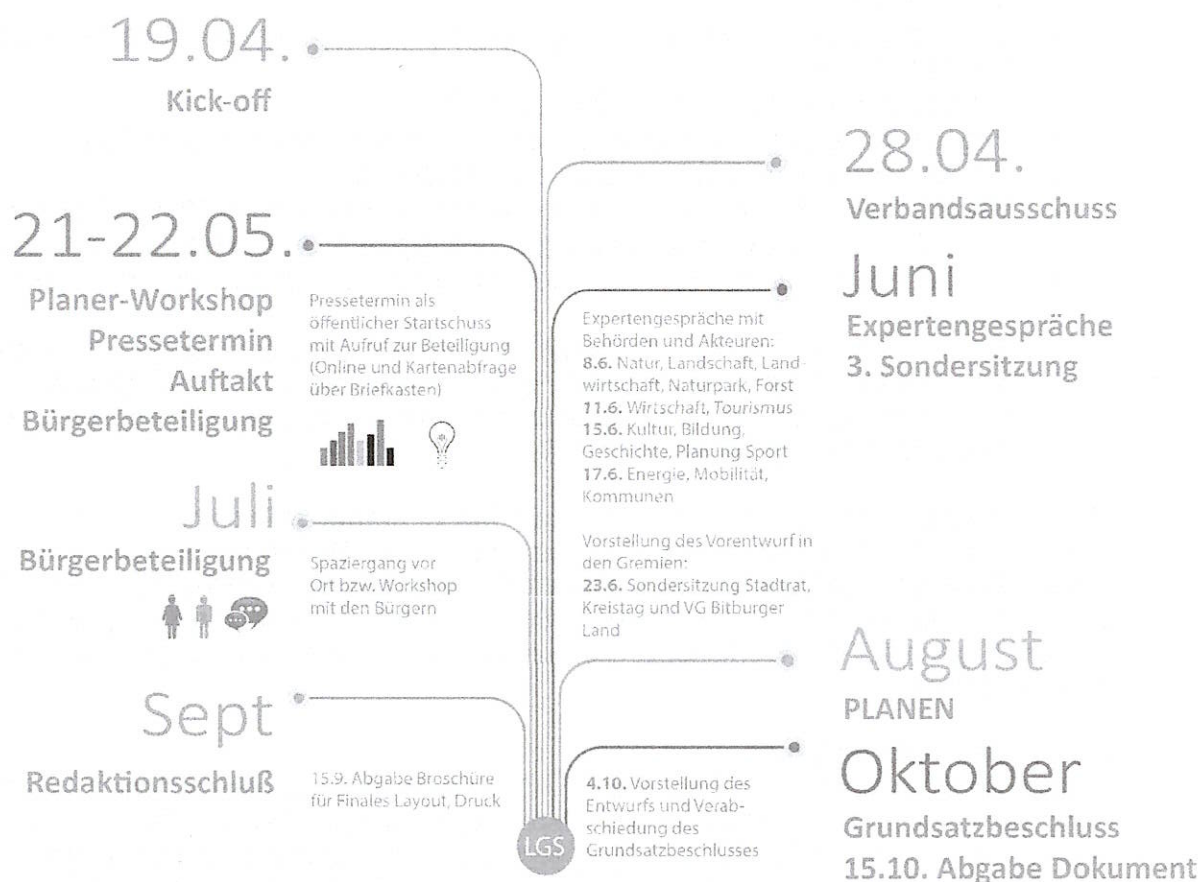 19.04.
Kick-off
28.04.
Verbandsausschuss
21-22.05.
Planer-Workshop
Pressetermin
Auftakt
Bürgerbeteiligung
Pressetermin als
öffentlicher Startschuss
mit Aufruf zur Beteiligung
(Online und Kartenabfrage
über Briefkasten)
Juni
Expertengespräche
3. Sondersitzung
Expertengespräche mit
Behörden und Akteuren:
8.6. Natur, Landschaft, Land-
wirtschaft, Naturpark, Forst
11.6. Wirtschaft, Tourismus
15.6. Kultur, Bildung,
Geschichte, Planung Sport
17.6. Energie, Mobilität,
Kommunen
Vorstellung des Vorentwurf in
den Gremien:
23.6. Sondersitzung Stadtrat,
Kreistag und VG Bitburger
Land
Juli
Bürgerbeteiligung
Spaziergang vor
Ort bzw. Workshop
mit den Bürgern
August
PLANEN
Sept
Redaktionsschluß
15.9. Abgabe Broschüre
für Finales Layout, Druck
Oktober
Grundsatzbeschluss
15.10. Abgabe Dokument
4.10. Vorstellung des
Entwurfs und Verab-
schiedung des
Grundsatzbeschlusses
LGS